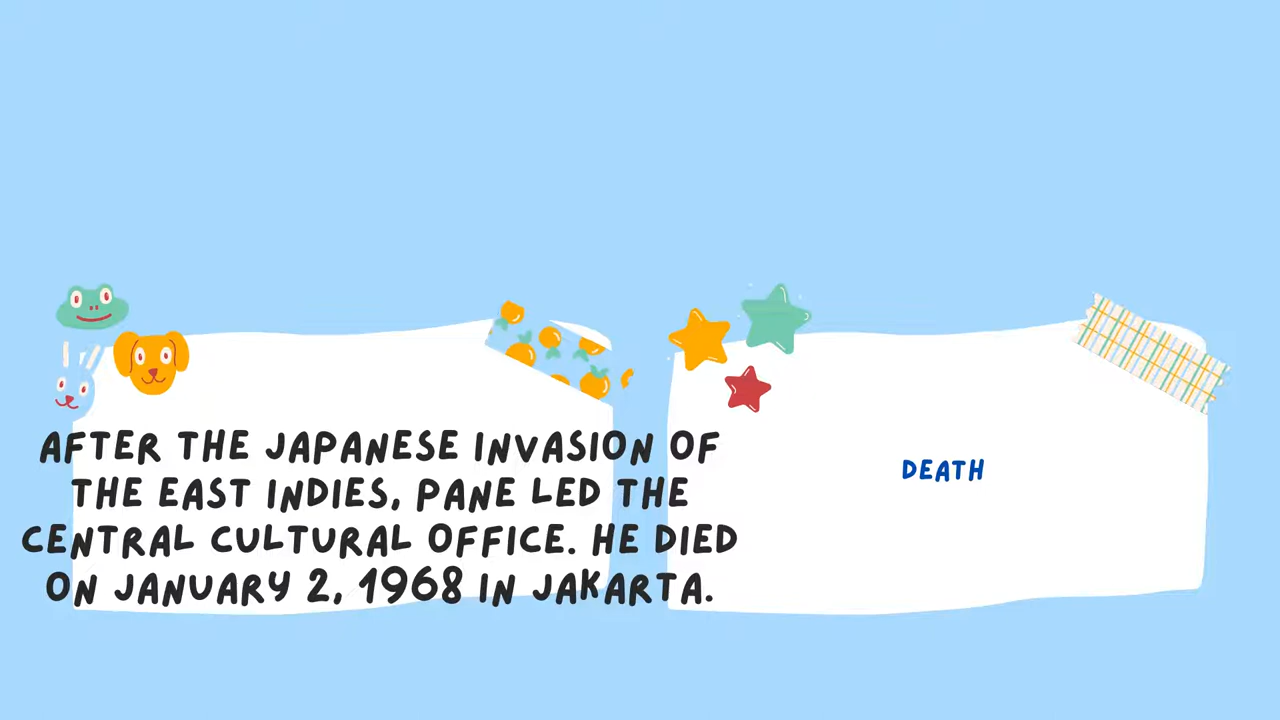 AFTER THE JAPANESE INVASION OF
THE EAST INDIES, PANE LED THE
CENTRAL CULTURAL OFFICE. HE DIED
ON JANUARY 2, 1968 IN JAKARTA.
DEATH